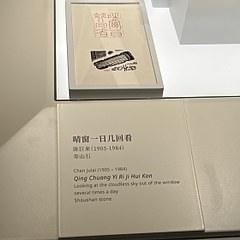 晴窗一日几回看
陈巨来 (1905-1984)
寿山石
Chen Julai (1905 – 1984)
Qing Chuang Yi Ri Ji Hui Kan
Looking at the cloudless sky out of the window
several times a day
Shoushan stone